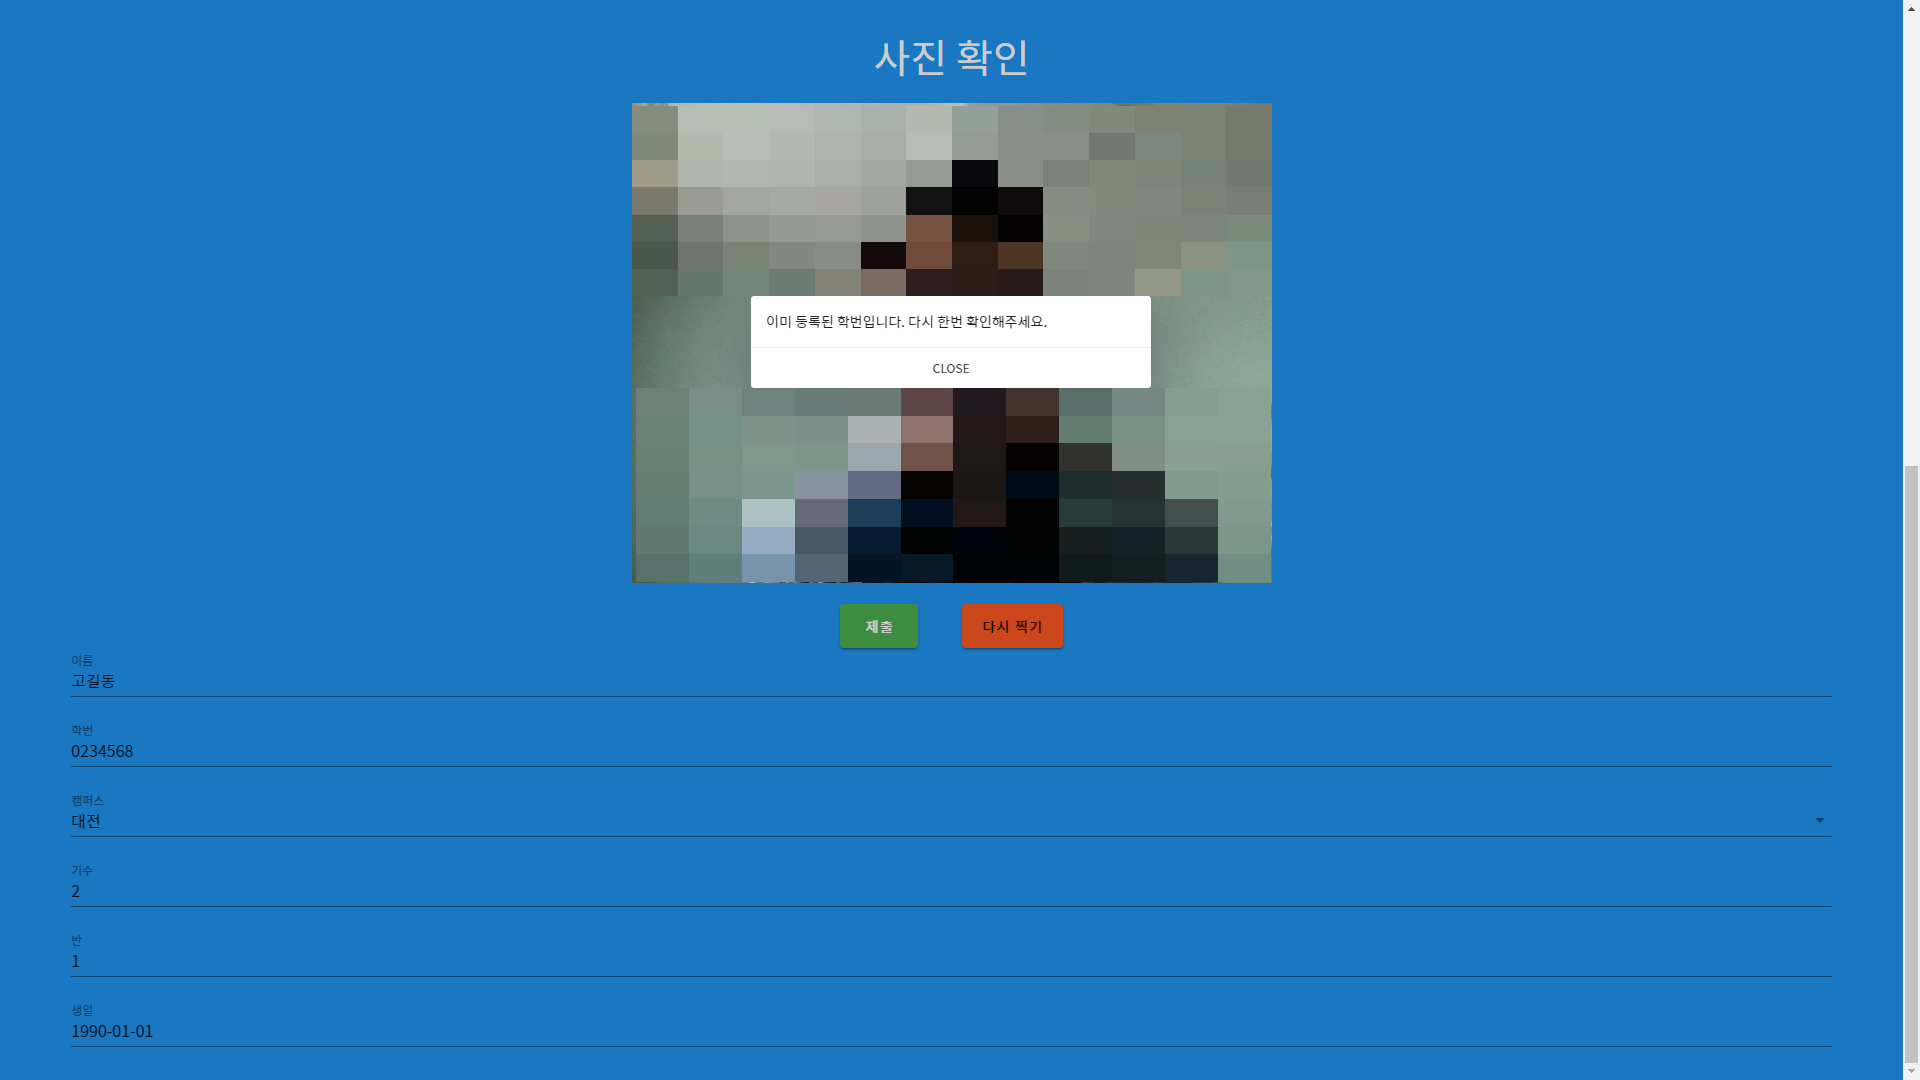 사진 확인
이미 등록된 학번입니다. 다시 한번 확인해주세요.
CLOSE
제출 다시 찍기
이름
고길동
학번
0234568
캠퍼스
대전
기수
2
반
1
생일
1990-01-01